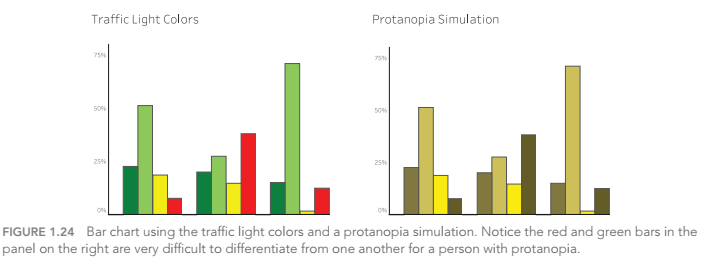 Traffic Light Colors
75%
50%
25%
0%
Protanopia Simulation
75%
50%
25%
0%
FIGURE 1.24 Bar chart using the traffic light colors and a protanopia simulation. Notice the red and green bars in the
panel on the right are very difficult to differentiate from one another for a person with protanopia.